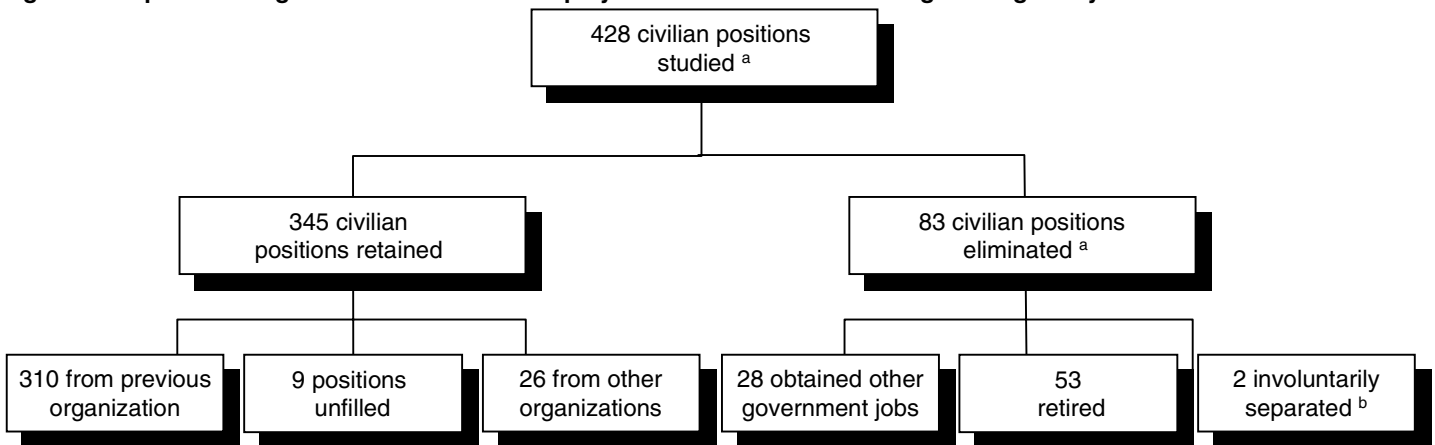 428 civilian positions
studied a
345 civilian
positions retained
83 civilian positions
eliminated a
310 from previous
organization
9 positions
unfilled
26 from other
organizations
28 obtained other
government jobs
53
retired
2 involuntarily
separated b